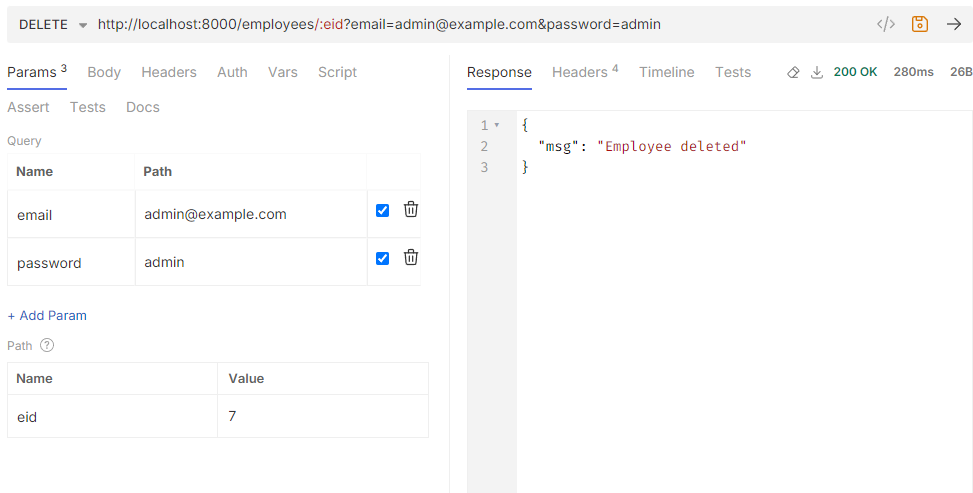 DELETE http://localhost:8000/employees/:eid?email=admin@example.com&password=admin </>
Params 3 Body Headers Auth Vars Script
Assert Tests Docs
Query
Name Path
email admin@example.com
password admin
+ Add Param
Path ?
Name Value
eid 7
Response Headers 4 Timeline Tests 200 OK 280ms 26B
1 {
2 "msg": "Employee deleted"
3 }